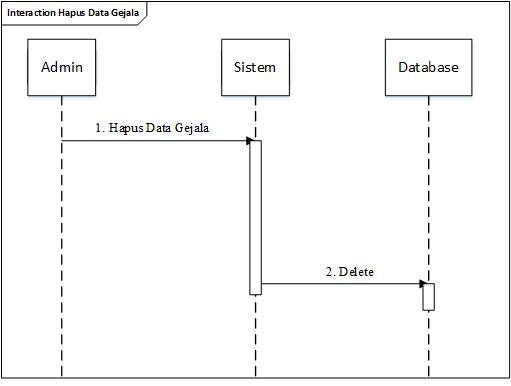 Interaction Hapus Data Gejala
Admin
Sistem
Database
1. Hapus Data Gejala
2. Delete